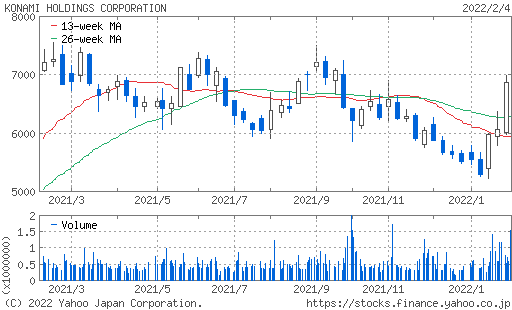 KONAMI HOLDINGS CORPORATION 2022/2/4
8000
13-week MA
26-week MA
7000
6000
5000
2021/3 2021/5 2021/7 2021/9 2021/11 2022/1
2
Volume
1.5
1
0.5
0
(x1000000)
2021/3 2021/5 2021/7 2021/9 2021/11 2022/1
(C) 2022 Yahoo Japan Corporation. https://stocks.finance.yahoo.co.jp